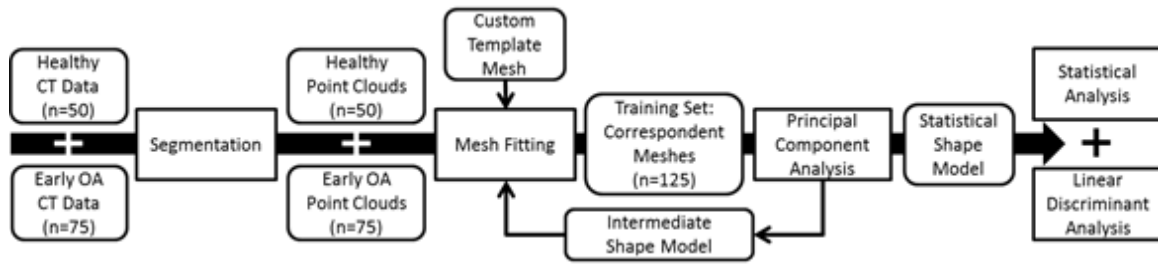 Healthy
CT Data
(n=50)
+
Early OA
CT Data
(n=75)
Segmentation
Healthy
Point Clouds
(n=50)
+
Early OA
Point Clouds
(n=75)
Custom
Template
Mesh
Mesh Fitting
Training Set:
Correspondent
Meshes
(n=125)
Principal
Component
Analysis
Intermediate
Shape Model
Statistical
Shape
Model
Statistical
Analysis
+
Linear
Discriminant
Analysis